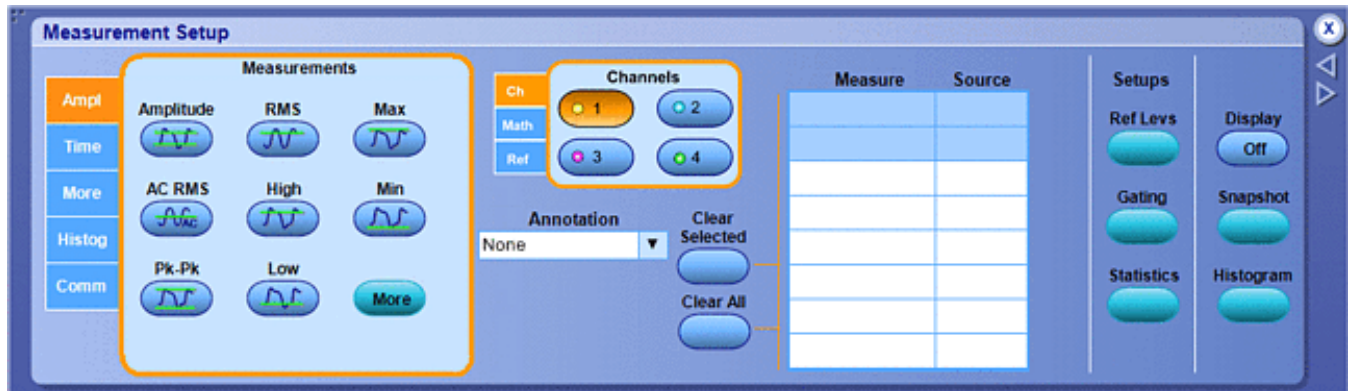 Measurement Setup
X
Ampl
Time
More
Histog
Comm
Measurements
Amplitude RMS Max
AC RMS High Min
AC
Pk-Pk Low
More
Ch
Math
Ref
Channels
1 2
3 4
Annotation
None
Clear
Selected
Clear All
Measure Source
Setups
Ref Levs
Gating
Statistics
Display
Off
Snapshot
Histogram